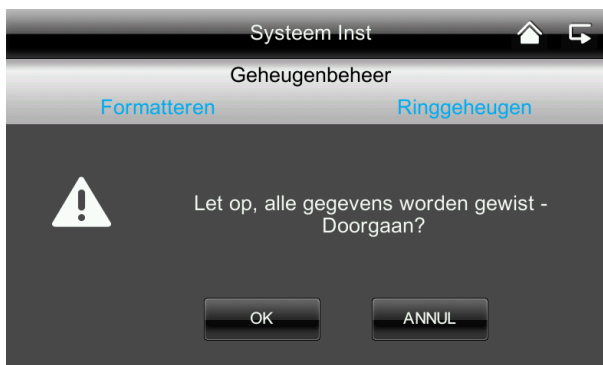 Systeem Inst
Geheugenbeheer
Formatteren Ringgeheugen
Let op, alle gegevens worden gewist -
Doorgaan?
OK ANNUL